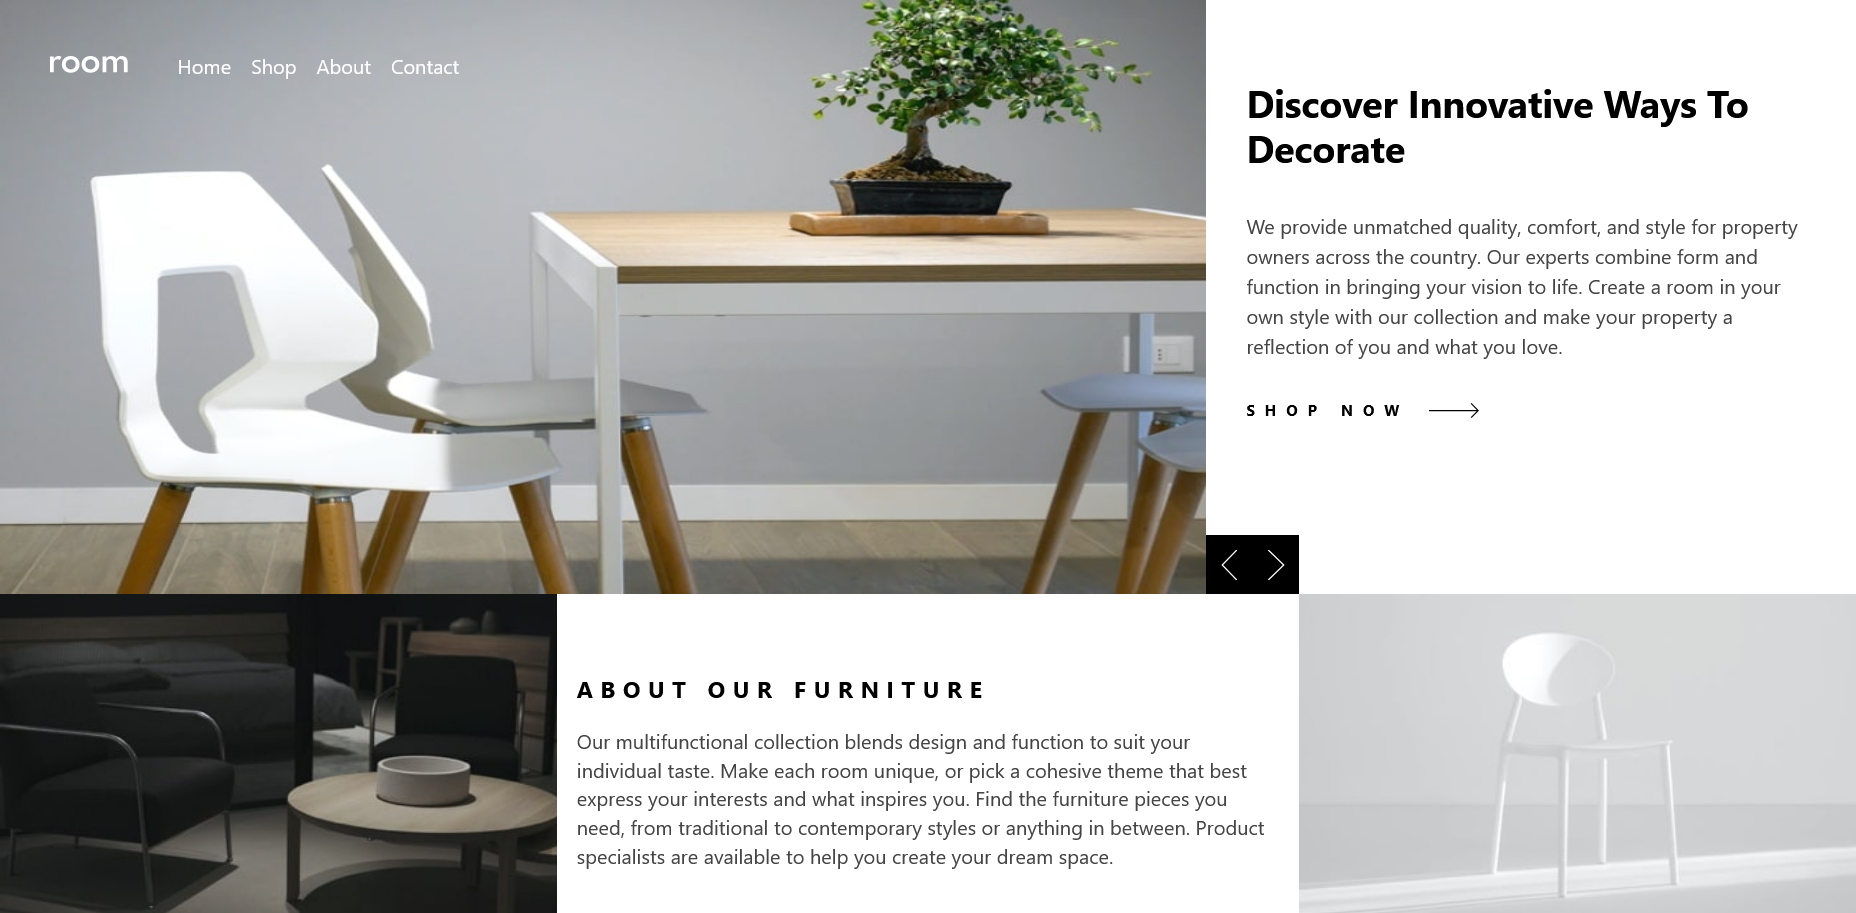 room
Home Shop About Contact
Discover Innovative Ways To
Decorate
We provide unmatched quality, comfort, and style for property
owners across the country. Our experts combine form and
function in bringing your vision to life. Create a room in your
own style with our collection and make your property a
reflection of you and what you love.
SHOP NOW
ABOUT OUR FURNITURE
Our multifunctional collection blends design and function to suit your
individual taste. Make each room unique, or pick a cohesive theme that best
express your interests and what inspires you. Find the furniture pieces you
need, from traditional to contemporary styles or anything in between. Product
specialists are available to help you create your dream space.